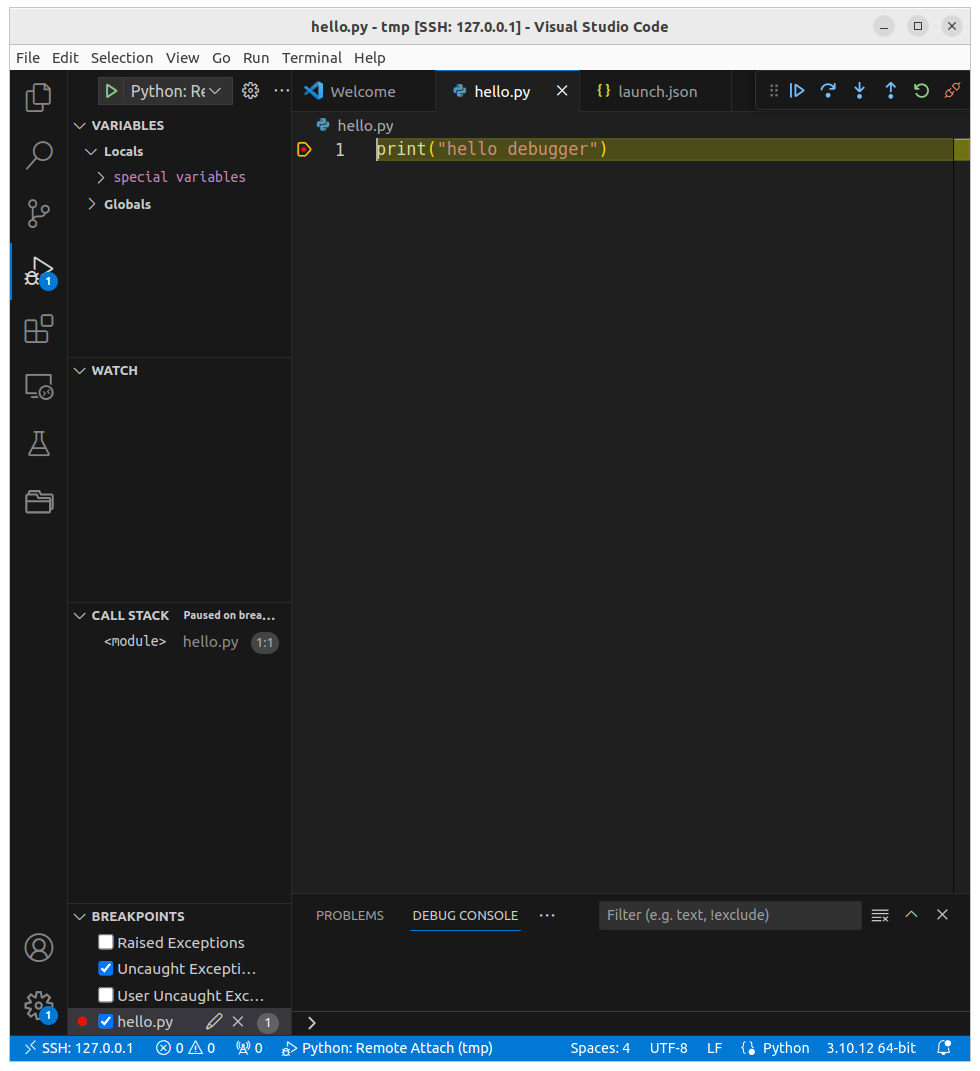 hello.py - tmp [SSH: 127.0.0.1] - Visual Studio Code
File Edit Selection View Go Run Terminal Help
Python: Re
Welcome
hello.py
{} launch.json
VARIABLES
Locals
special variables
Globals
WATCH
CALL STACK Paused on brea...
<module> hello.py 1:1
BREAKPOINTS
Raised Exceptions
Uncaught Excepti...
User Uncaught Exc...
hello.py 1
hello.py
1 print("hello debugger")
PROBLEMS DEBUG CONSOLE ... Filter (e.g. text, !exclude)
>
1
1
SSH: 127.0.0.1 0 0 0 Python: Remote Attach (tmp) Spaces: 4 UTF-8 LF Python 3.10.12 64-bit